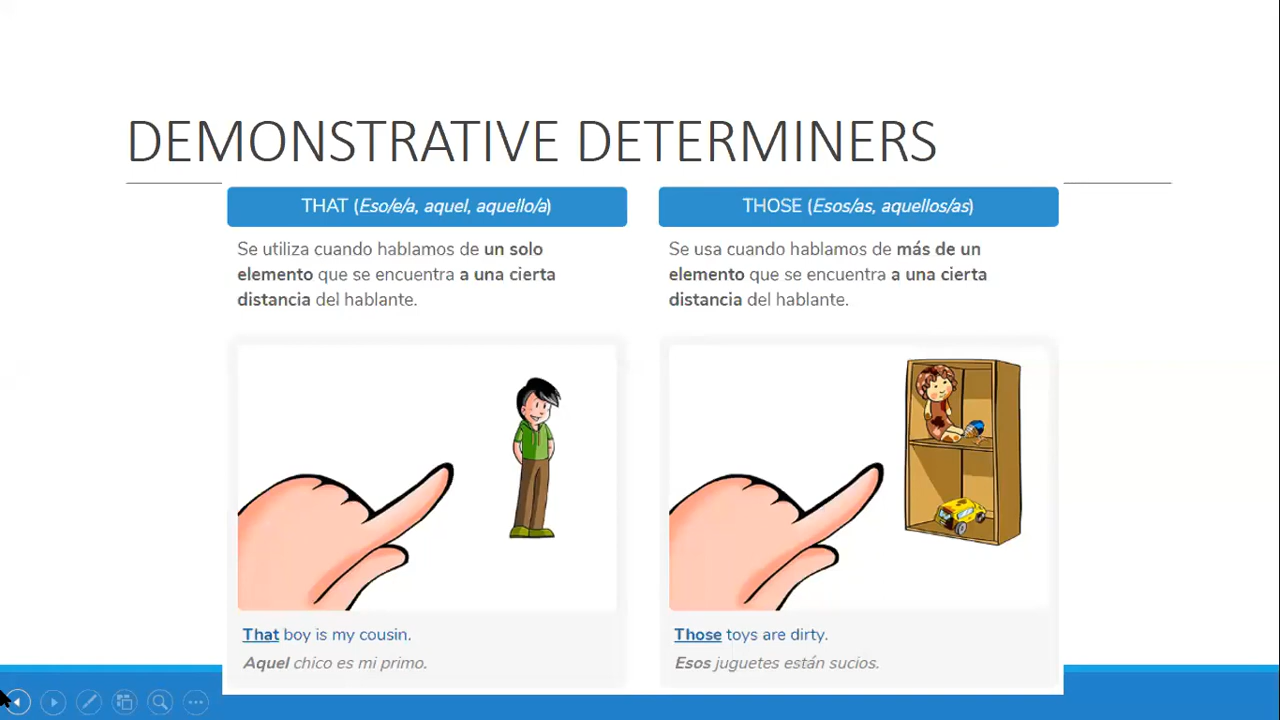 DEMONSTRATIVE DETERMINERS
THAT (Eso/e/a, aquel, aquello/a)
Se utiliza cuando hablamos de un solo
elemento que se encuentra a una cierta
distancia del hablante.
That boy is my cousin.
Aquel chico es mi primo.
THOSE (Esos/as, aquellos/as)
Se usa cuando hablamos de más de un
elemento que se encuentra a una cierta
distancia del hablante.
Those toys are dirty.
Esos juguetes están sucios.